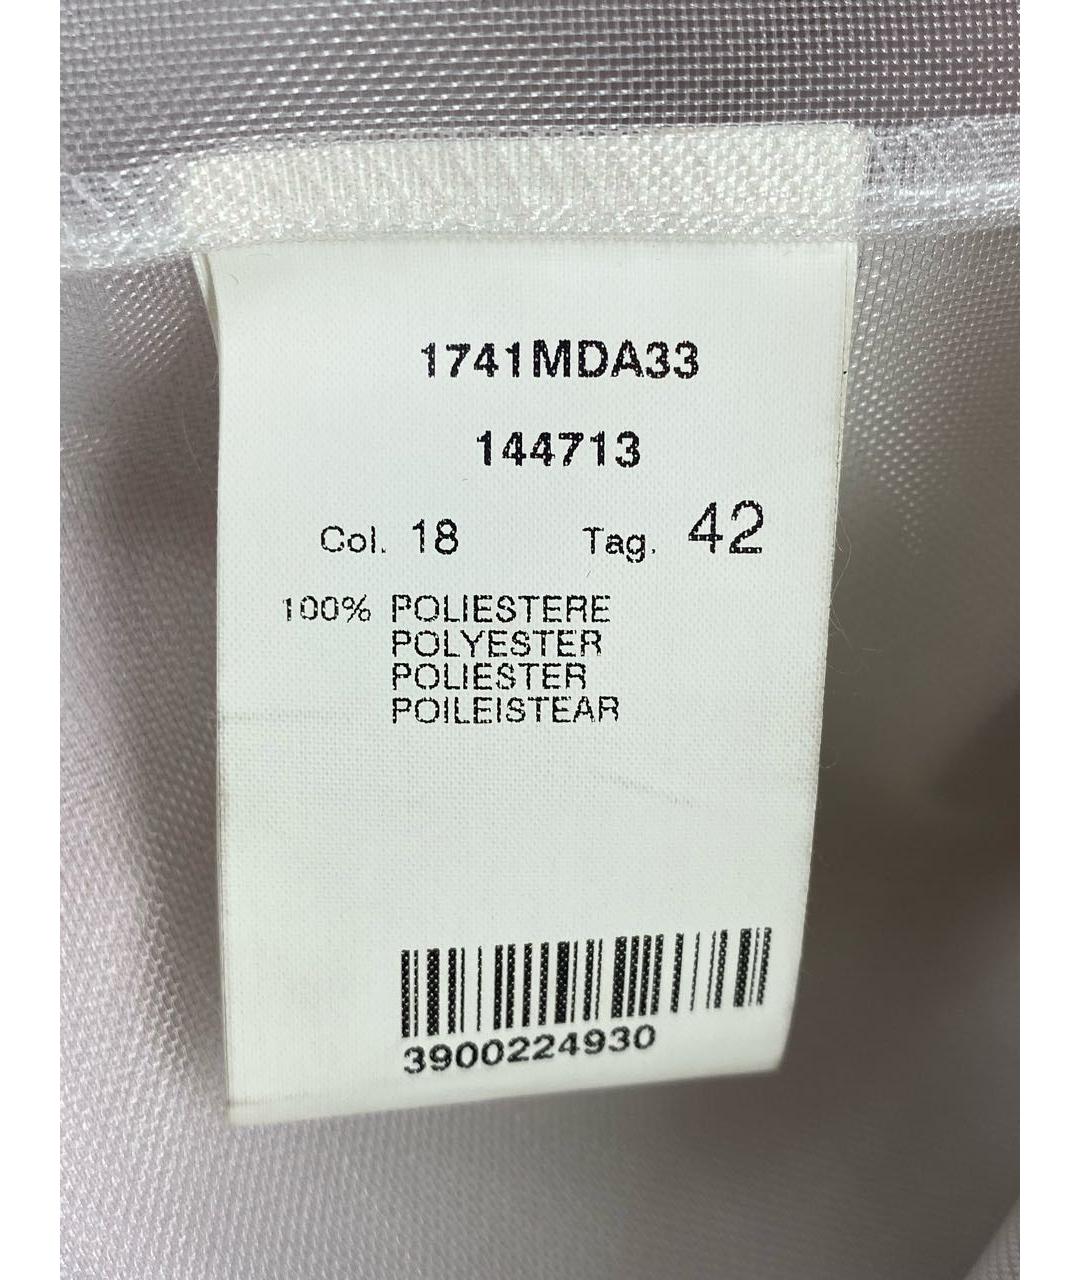 1741MDA33
144713
Col. 18 Tag. 42
100% POLIESTERE
POLYESTER
POLIESTER
POILEISTEAR
3900224930